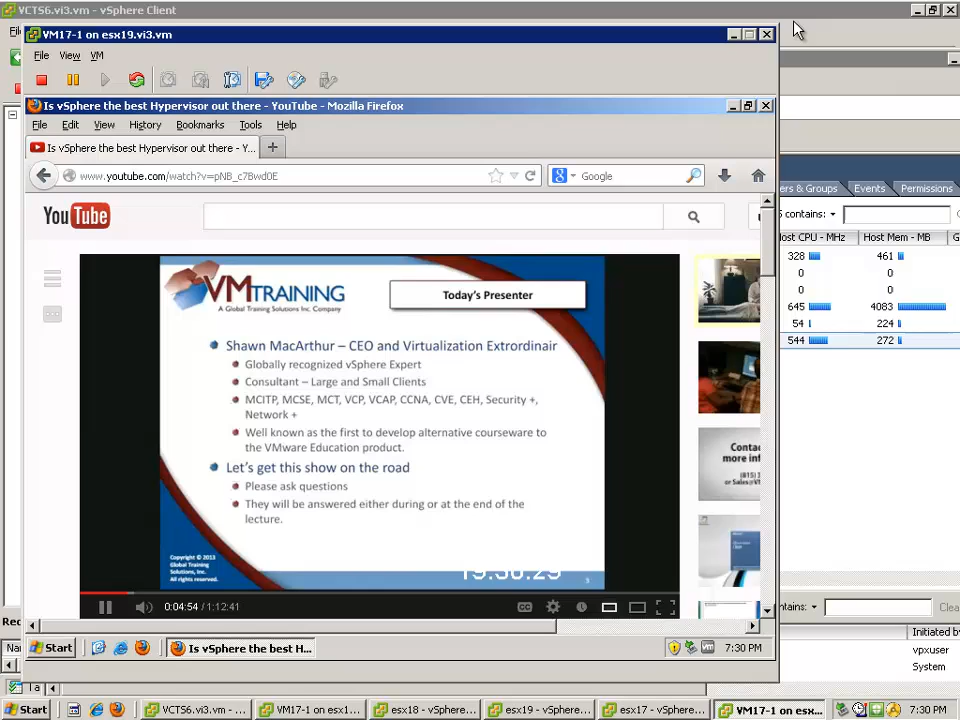 VCTS6.vi3.vm - vSphere Client
VM17-1 on esx19.vi3.vm
File View VM
Is vSphere the best Hypervisor out there - YouTube - Mozilla Firefox
File Edit View History Bookmarks Tools Help
Is vSphere the best Hypervisor out there - Y...
www.youtube.com/watch?v=pNB_c7Bwd0E
Google
YouTube
VMTRAINING
A Global Training Solutions Inc. Company
Today's Presenter
Shawn MacArthur – CEO and Virtualization Extrordinair
Globally recognized vSphere Expert
Consultant – Large and Small Clients
MCITP, MCSE, MCT, VCP, VCAP, CCNA, CVE, CEH, Security +,
Network +
Well known as the first to develop alternative courseware to
the VMware Education product.
Let's get this show on the road
Please ask questions
They will be answered either during or at the end of the
lecture.
Copyright © 2013
Global Training
Solutions, Inc.
All rights reserved.
3
0:04:54 / 1:12:41
CC
Start
Is vSphere the best H...
7:30 PM
& Groups Events Permissions
contains:
CPU - MHz Host Mem - MB
328 461
0 0
0 0
645 4083
54 224
544 272
Initiated by
vpxuser
System
Start
VCTS6.vi3.vm - ...
VM17-1 on esx1...
esx18 - vSphere...
esx19 - vSphere...
esx17 - vSphere...
VM17-1 on esx...
7:30 PM